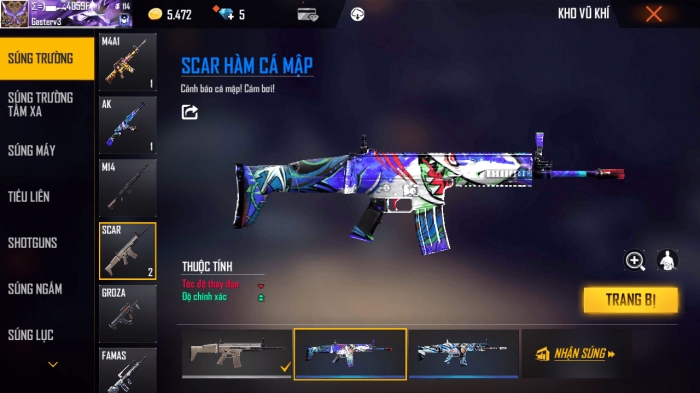 # 114
Gasterv3
5.472
5
KHO VŨ KHÍ
SÚNG TRƯỜNG
SÚNG TRƯỜNG
TẦM XA
SÚNG MÁY
TIỂU LIÊN
SHOTGUNS
SÚNG NGẮM
SÚNG LỤC
M4A1
1
AK
1
M14
SCAR
2
GROZA
FAMAS
SCAR HÀM CÁ MẬP
Cảnh báo cá mập! Cấm bơi!
THUỘC TÍNH
Tốc độ thay đạn
Độ chính xác
TRANG BỊ
NHẬN SÚNG